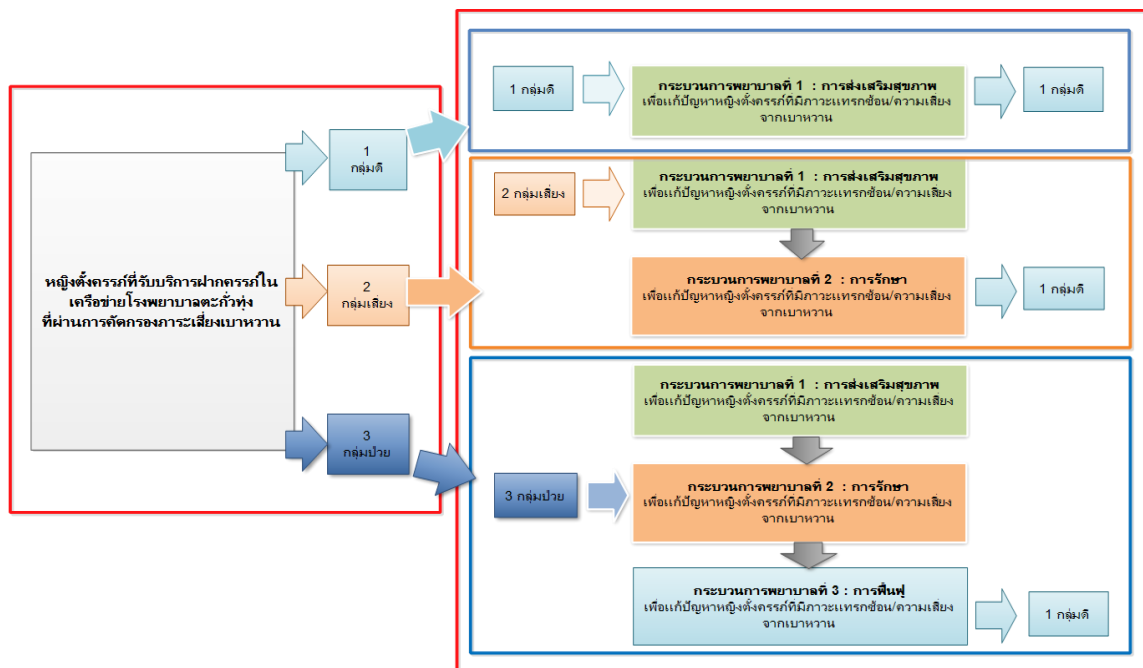 หญิงตั้งครรภ์ที่รับบริการฝากครรภ์ใน
เครือข่ายโรงพยาบาลตะกั่วทุ่ง
ที่ผ่านการคัดกรองภาระเสี่ยงเบาหวาน
1
กลุ่มดี
2
กลุ่มเสี่ยง
3
กลุ่มป่วย
1 กลุ่มดี
กระบวนการพยาบาลที่ 1 : การส่งเสริมสุขภาพ
เพื่อแก้ปัญหาหญิงตั้งครรภ์ที่มีภาวะแทรกซ้อน/ความเสี่ยง
จากเบาหวาน
1 กลุ่มดี
2 กลุ่มเสี่ยง
กระบวนการพยาบาลที่ 1 : การส่งเสริมสุขภาพ
เพื่อแก้ปัญหาหญิงตั้งครรภ์ที่มีภาวะแทรกซ้อน/ความเสี่ยง
จากเบาหวาน
กระบวนการพยาบาลที่ 2 : การรักษา
เพื่อแก้ปัญหาหญิงตั้งครรภ์ที่มีภาวะแทรกซ้อน/ความเสี่ยง
จากเบาหวาน
1 กลุ่มดี
กระบวนการพยาบาลที่ 1 : การส่งเสริมสุขภาพ
เพื่อแก้ปัญหาหญิงตั้งครรภ์ที่มีภาวะแทรกซ้อน/ความเสี่ยง
จากเบาหวาน
3 กลุ่มป่วย
กระบวนการพยาบาลที่ 2 : การรักษา
เพื่อแก้ปัญหาหญิงตั้งครรภ์ที่มีภาวะแทรกซ้อน/ความเสี่ยง
จากเบาหวาน
กระบวนการพยาบาลที่ 3 : การฟื้นฟู
เพื่อแก้ปัญหาหญิงตั้งครรภ์ที่มีภาวะแทรกซ้อน/ความเสี่ยง
จากเบาหวาน
1 กลุ่มดี